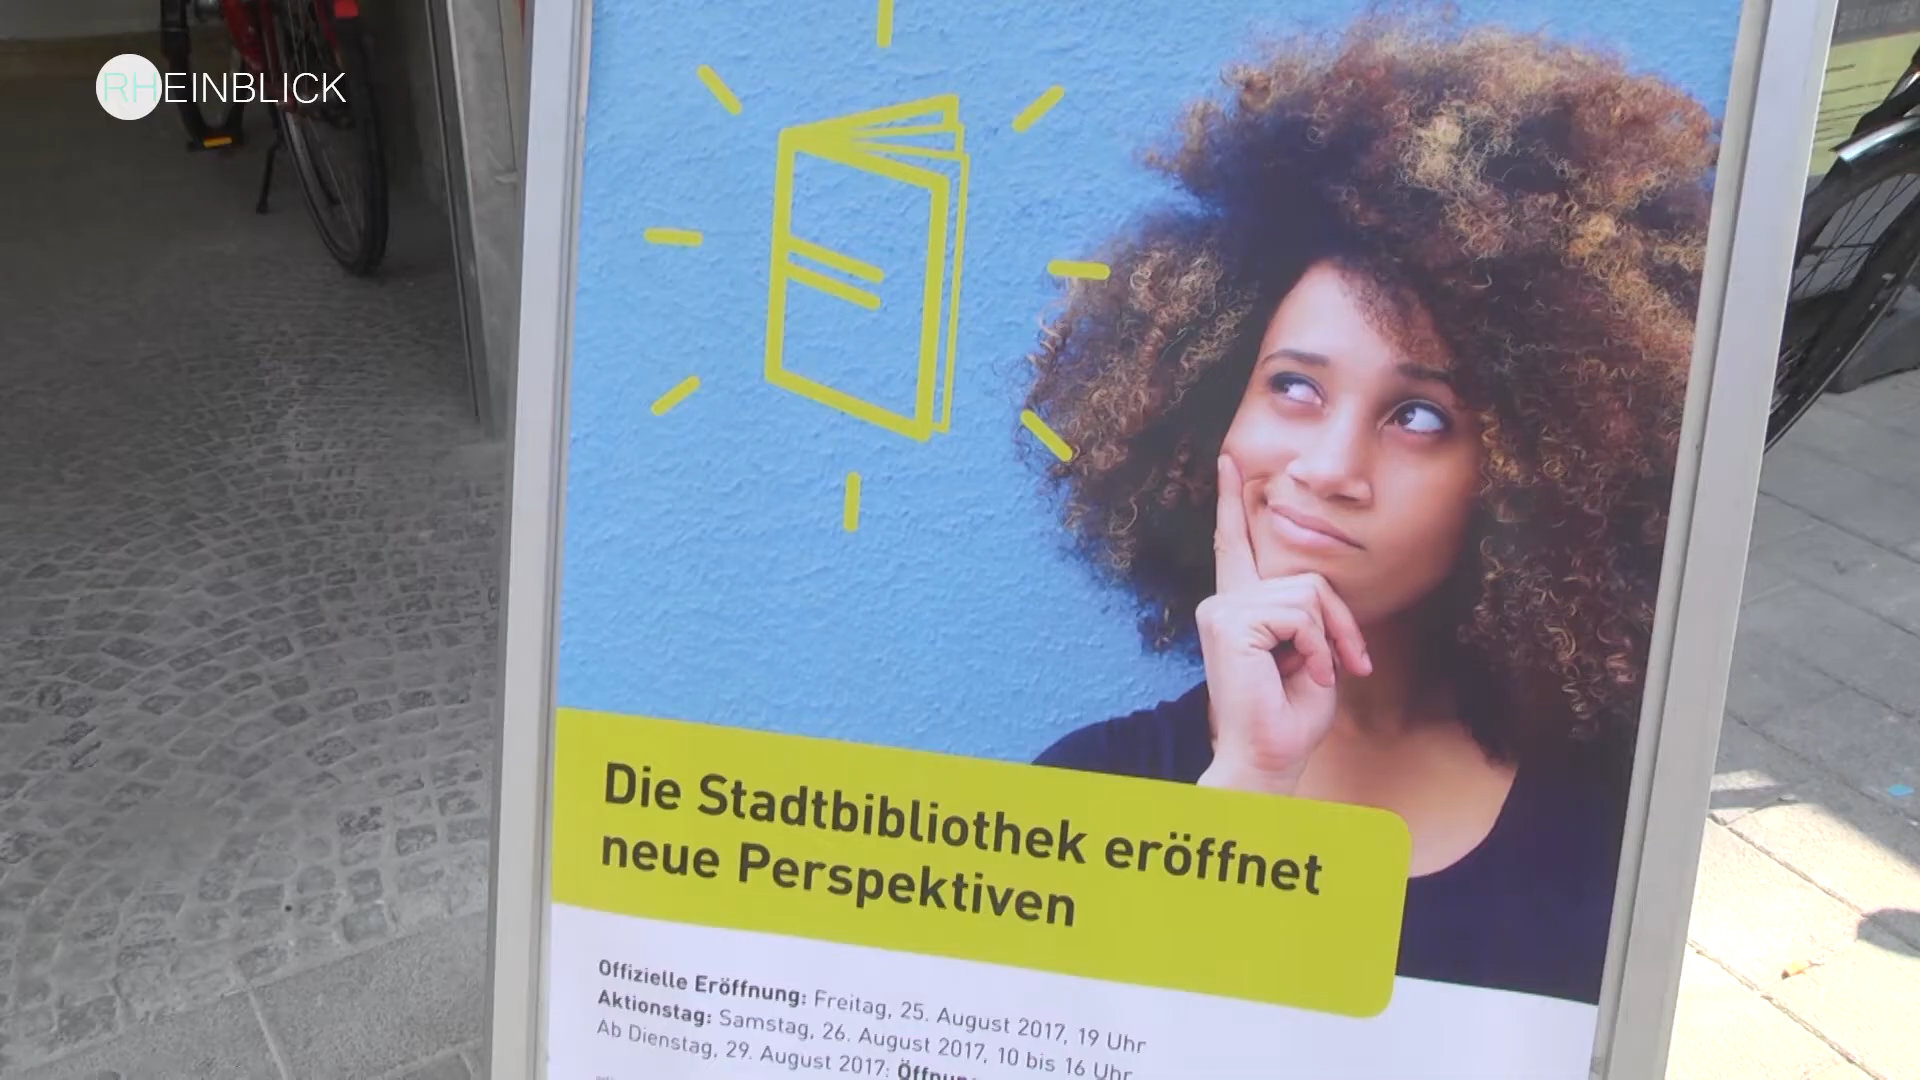 RHEINBLICK
Die Stadtbibliothek eröffnet
neue Perspektiven
Offizielle Eröffnung: Freitag, 25. August 2017, 19 Uhr
Aktionstag: Samstag, 26. August 2017, 10 bis 16 Uhr
Ab Dienstag, 29. August 2017: